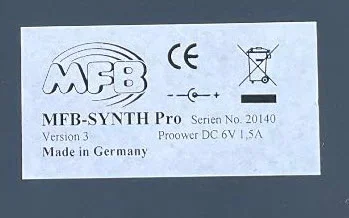 MFB
CE
- +
MFB-SYNTH Pro Serien No. 20140
Version 3 Proower DC 6V 1,5A
Made in Germany